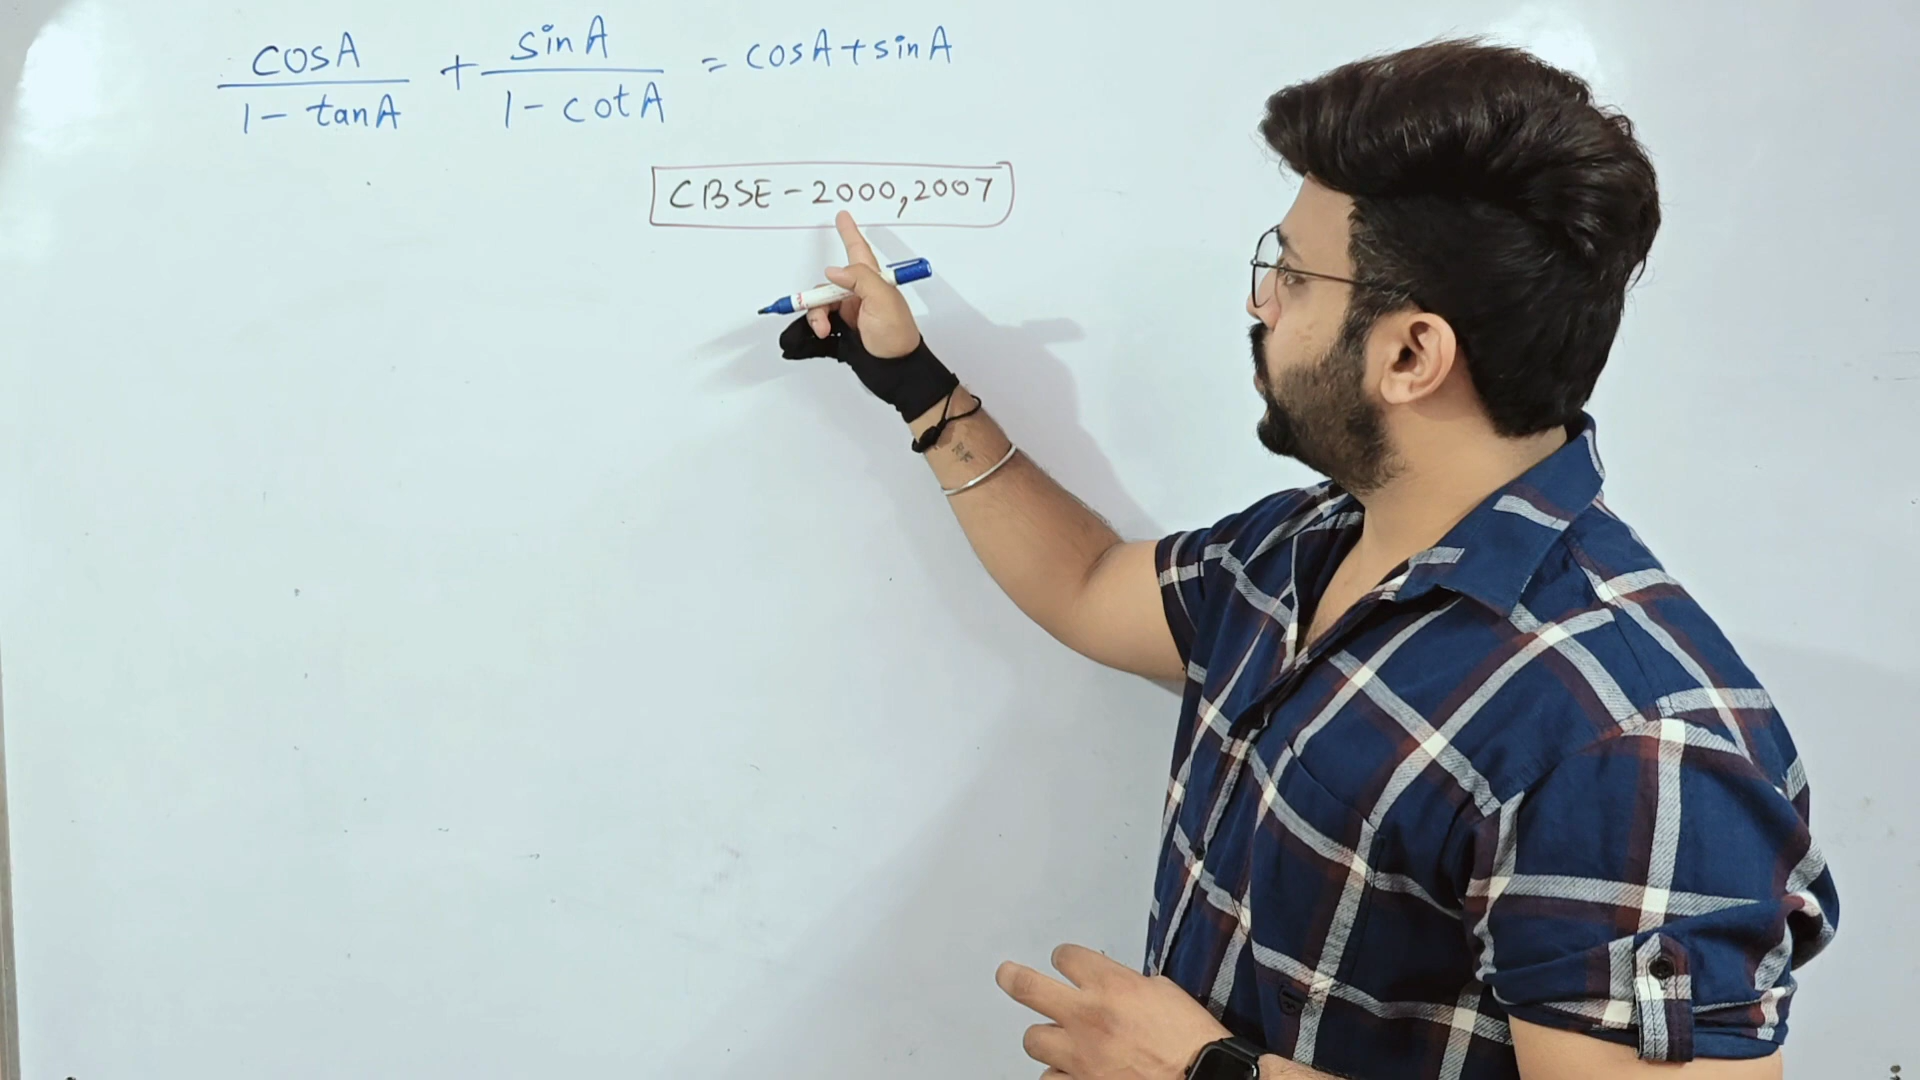 cosA/(1 - tanA) + sinA/(1 - cotA) = cosA + sinA
CBSE - 2000, 2007